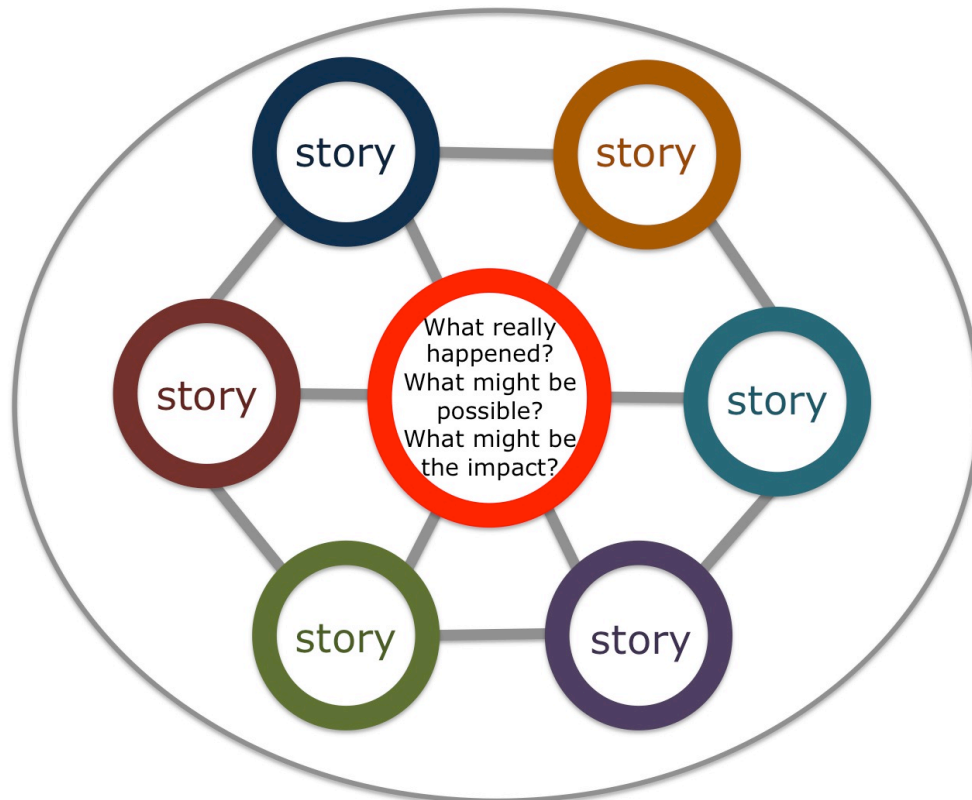 story
story
What really
happened?
What might be
possible?
What might be
the impact?
story
story
story
story